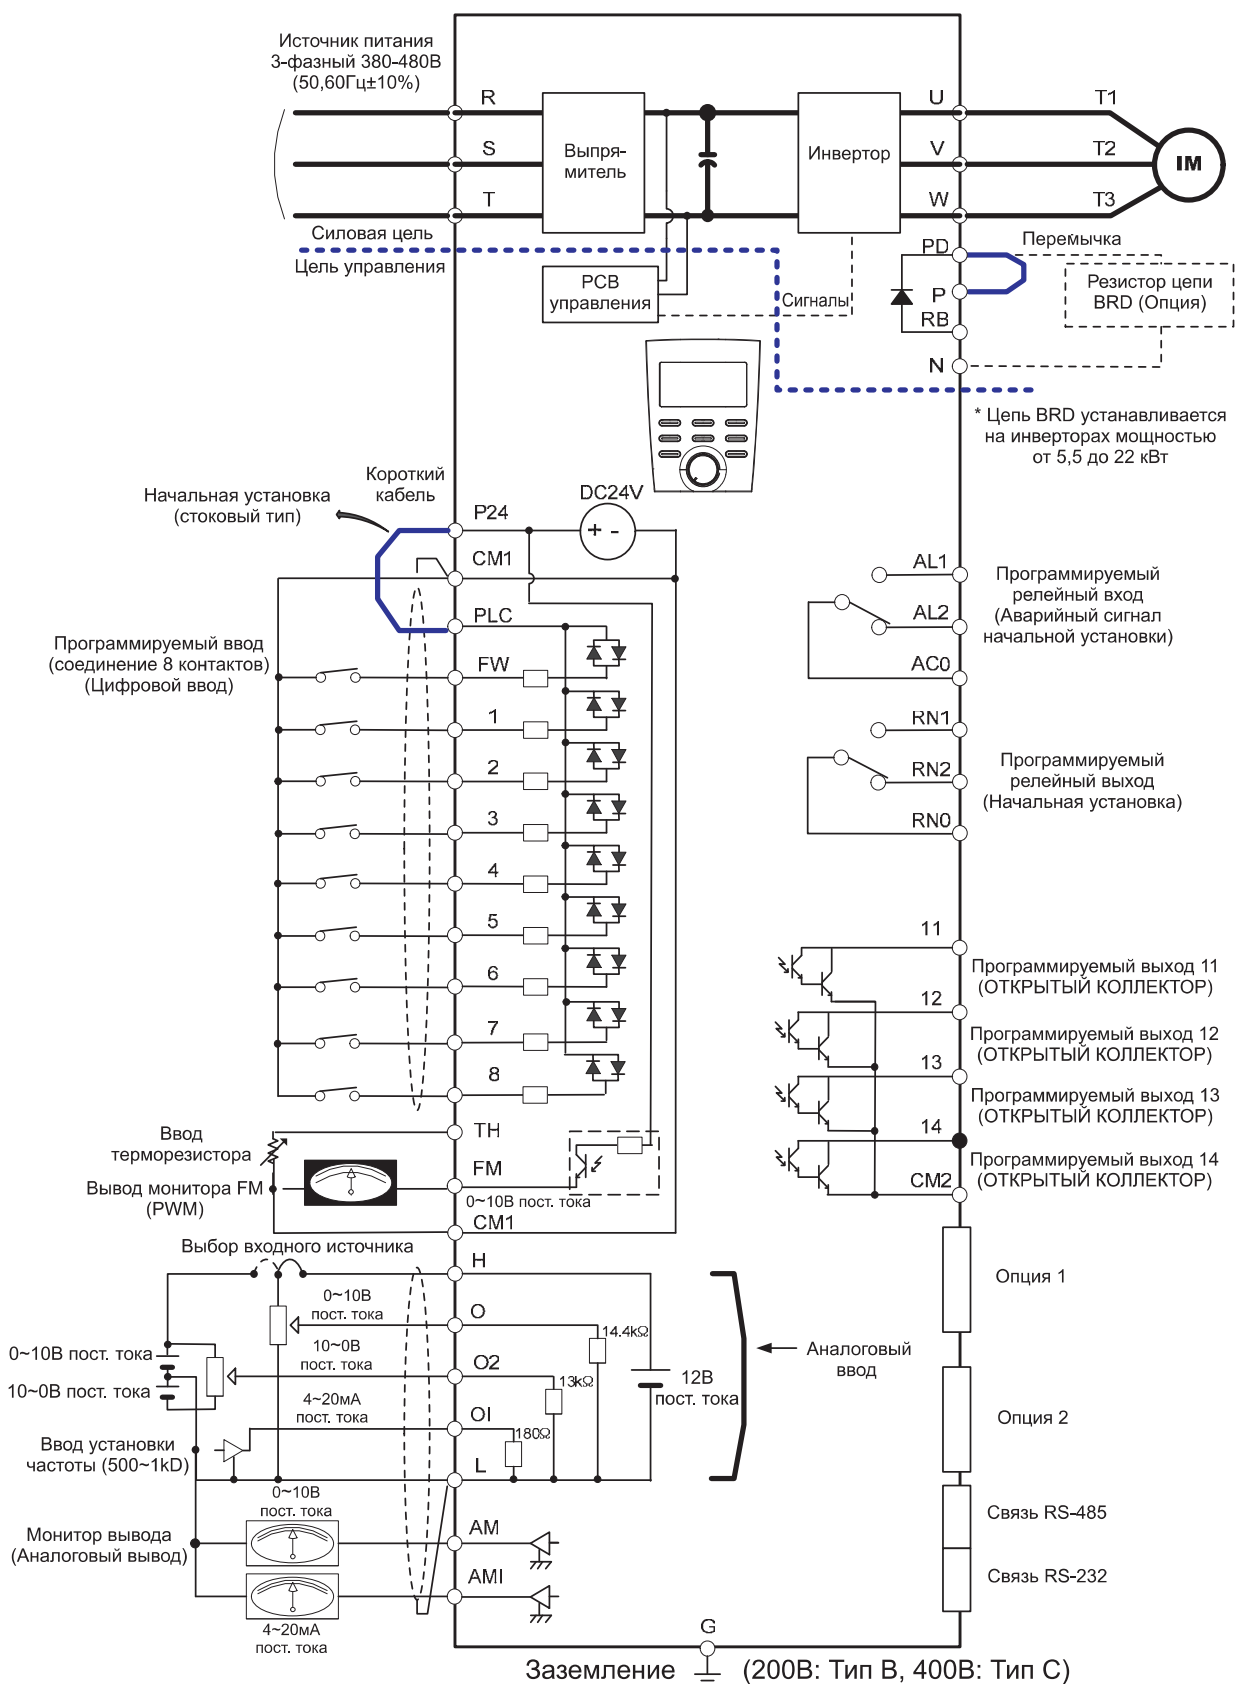 Источник питания
3-фазный 380-480В
(50,60Гц±10%)
R
S
T
Выпря-
митель
Инвертор
U
V
W
T1
T2
T3
IM
Силовая цель
Цель управления
PCB
управления
Сигналы
PD
P
RB
N
Перемычка
Резистор цепи
BRD (Опция)
* Цепь BRD устанавливается
на инверторах мощностью
от 5,5 до 22 кВт
Короткий
кабель
Начальная установка
(стоковый тип)
DC24V
+ -
P24
CM1
PLC
Программируемый ввод
(соединение 8 контактов)
(Цифровой ввод)
FW
1
2
3
4
5
6
7
8
AL1
AL2
AC0
Программируемый
релейный вход
(Аварийный сигнал
начальной установки)
RN1
RN2
RN0
Программируемый
релейный выход
(Начальная установка)
11
Программируемый выход 11
(ОТКРЫТЫЙ КОЛЛЕКТОР)
12
Программируемый выход 12
(ОТКРЫТЫЙ КОЛЛЕКТОР)
13
Программируемый выход 13
(ОТКРЫТЫЙ КОЛЛЕКТОР)
14
Программируемый выход 14
(ОТКРЫТЫЙ КОЛЛЕКТОР)
CM2
TH
Ввод
терморезистора
FM
Вывод монитора FM
(PWM)
0~10В пост. тока
CM1
Выбор входного источника
H
0~10В
пост. тока
O
14.4kΩ
10~0В
пост. тока
O2
13kΩ
0~10В пост. тока
10~0В пост. тока
4~20мА
пост. тока
OI
180Ω
12В
пост. тока
Аналоговый
ввод
Ввод установки
частоты (500~1kD)
L
0~10В
пост. тока
Монитор вывода
(Аналоговый вывод)
AM
AMI
4~20мА
пост. тока
Опция 1
Опция 2
Связь RS-485
Связь RS-232
G
Заземление (200В: Тип В, 400В: Тип С)